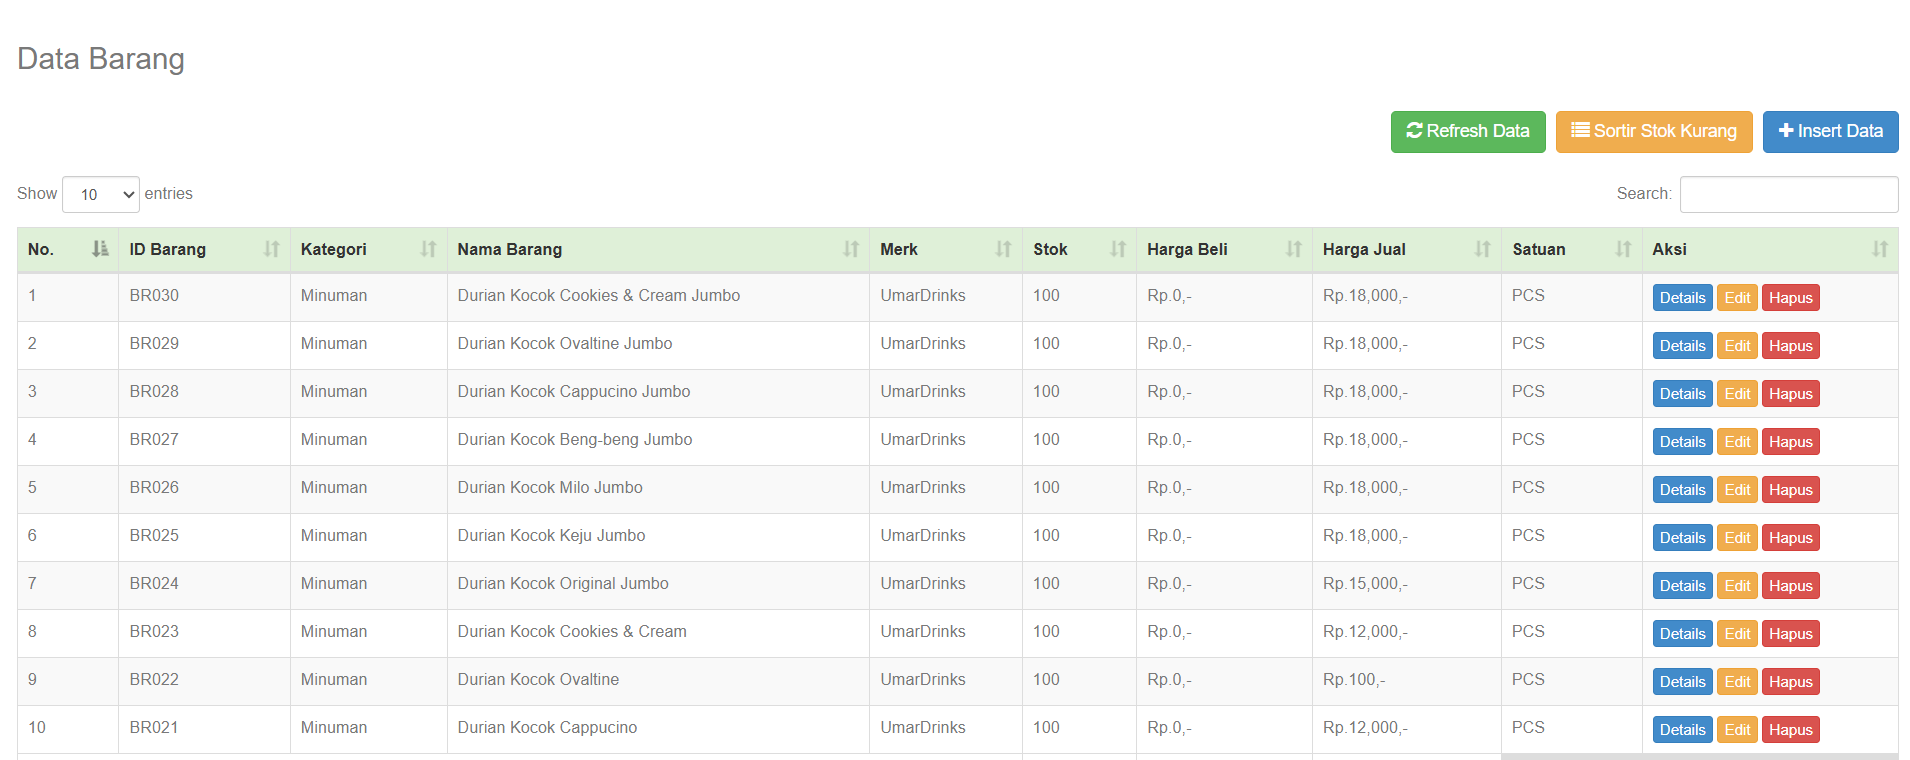 Data Barang
Refresh Data Sortir Stok Kurang Insert Data
Show 10 entries Search:
No. ID Barang Kategori Nama Barang Merk Stok Harga Beli Harga Jual Satuan Aksi
1 BR030 Minuman Durian Kocok Cookies & Cream Jumbo UmarDrinks 100 Rp.0,- Rp.18,000,- PCS Details Edit Hapus
2 BR029 Minuman Durian Kocok Ovaltine Jumbo UmarDrinks 100 Rp.0,- Rp.18,000,- PCS Details Edit Hapus
3 BR028 Minuman Durian Kocok Cappucino Jumbo UmarDrinks 100 Rp.0,- Rp.18,000,- PCS Details Edit Hapus
4 BR027 Minuman Durian Kocok Beng-beng Jumbo UmarDrinks 100 Rp.0,- Rp.18,000,- PCS Details Edit Hapus
5 BR026 Minuman Durian Kocok Milo Jumbo UmarDrinks 100 Rp.0,- Rp.18,000,- PCS Details Edit Hapus
6 BR025 Minuman Durian Kocok Keju Jumbo UmarDrinks 100 Rp.0,- Rp.18,000,- PCS Details Edit Hapus
7 BR024 Minuman Durian Kocok Original Jumbo UmarDrinks 100 Rp.0,- Rp.15,000,- PCS Details Edit Hapus
8 BR023 Minuman Durian Kocok Cookies & Cream UmarDrinks 100 Rp.0,- Rp.12,000,- PCS Details Edit Hapus
9 BR022 Minuman Durian Kocok Ovaltine UmarDrinks 100 Rp.0,- Rp.100,- PCS Details Edit Hapus
10 BR021 Minuman Durian Kocok Cappucino UmarDrinks 100 Rp.0,- Rp.12,000,- PCS Details Edit Hapus